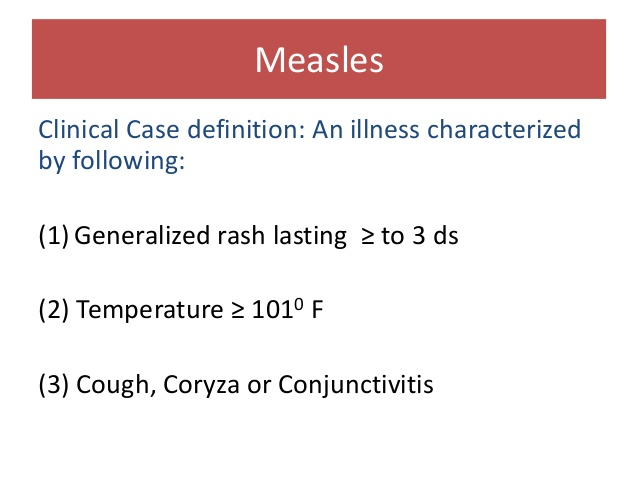 Measles
Clinical Case definition: An illness characterized
by following:
(1) Generalized rash lasting ≥ to 3 ds
(2) Temperature ≥ 101⁰ F
(3) Cough, Coryza or Conjunctivitis